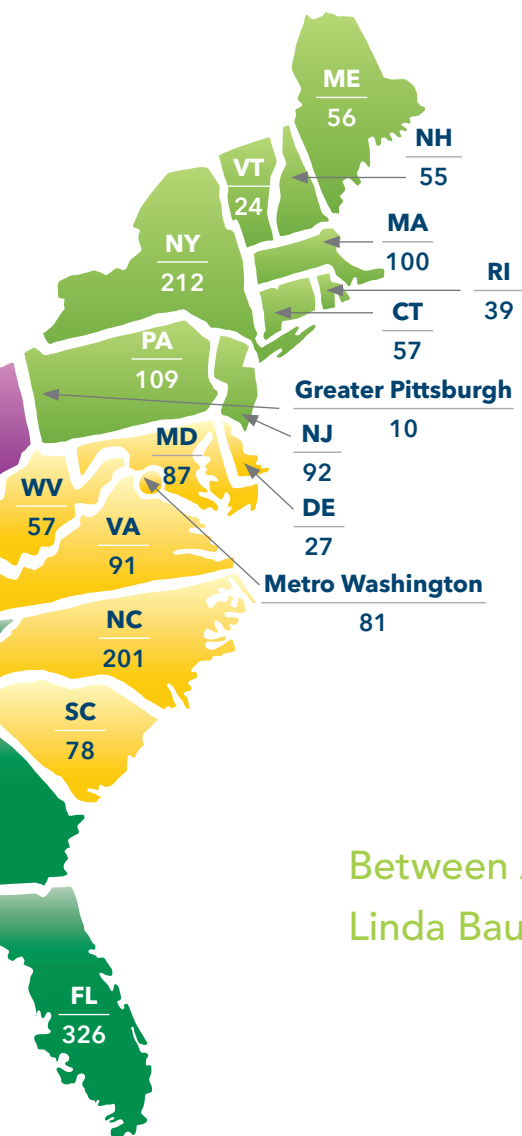 ME
56
NH
55
VT
24
MA
100
NY
212
RI
39
CT
57
PA
109
Greater Pittsburgh
10
NJ
92
MD
87
WV
57
DE
27
VA
91
Metro Washington
81
NC
201
SC
78
Between
Linda Bau
FL
326